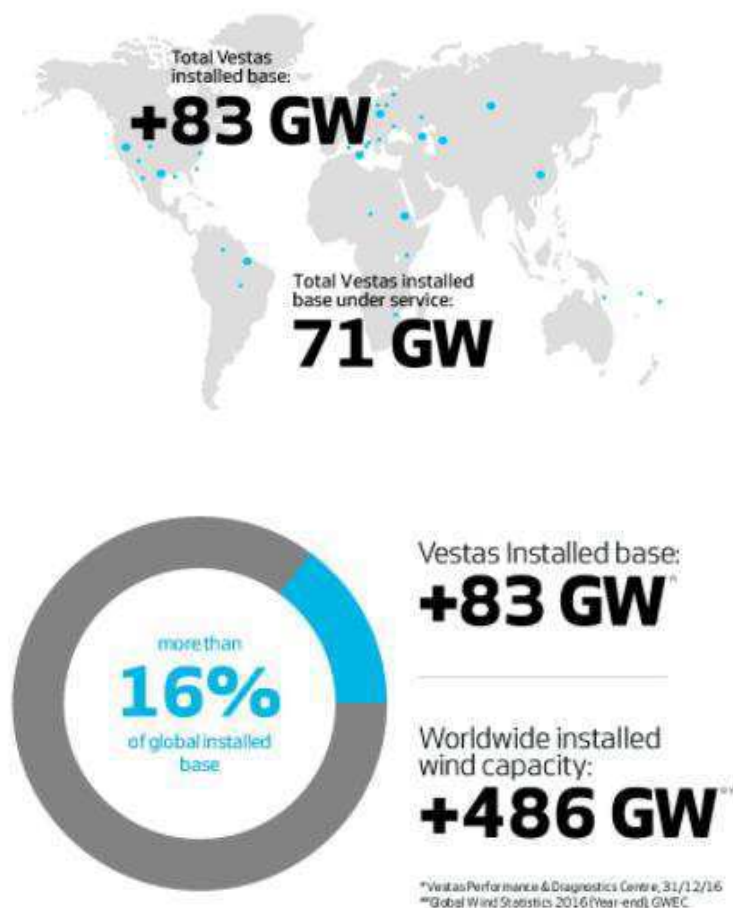 Total Vestas
installed base:
+83 GW
Total Vestas installed
base under service:
71 GW
more than
16%
of global installed
base
Vestas Installed base:
+83 GW*
Worldwide installed
wind capacity:
+486 GW**
*Vestas Performance & Diagnostics Centre, 31/12/16
**Global Wind Statistics 2016 (Year-end), GWEC